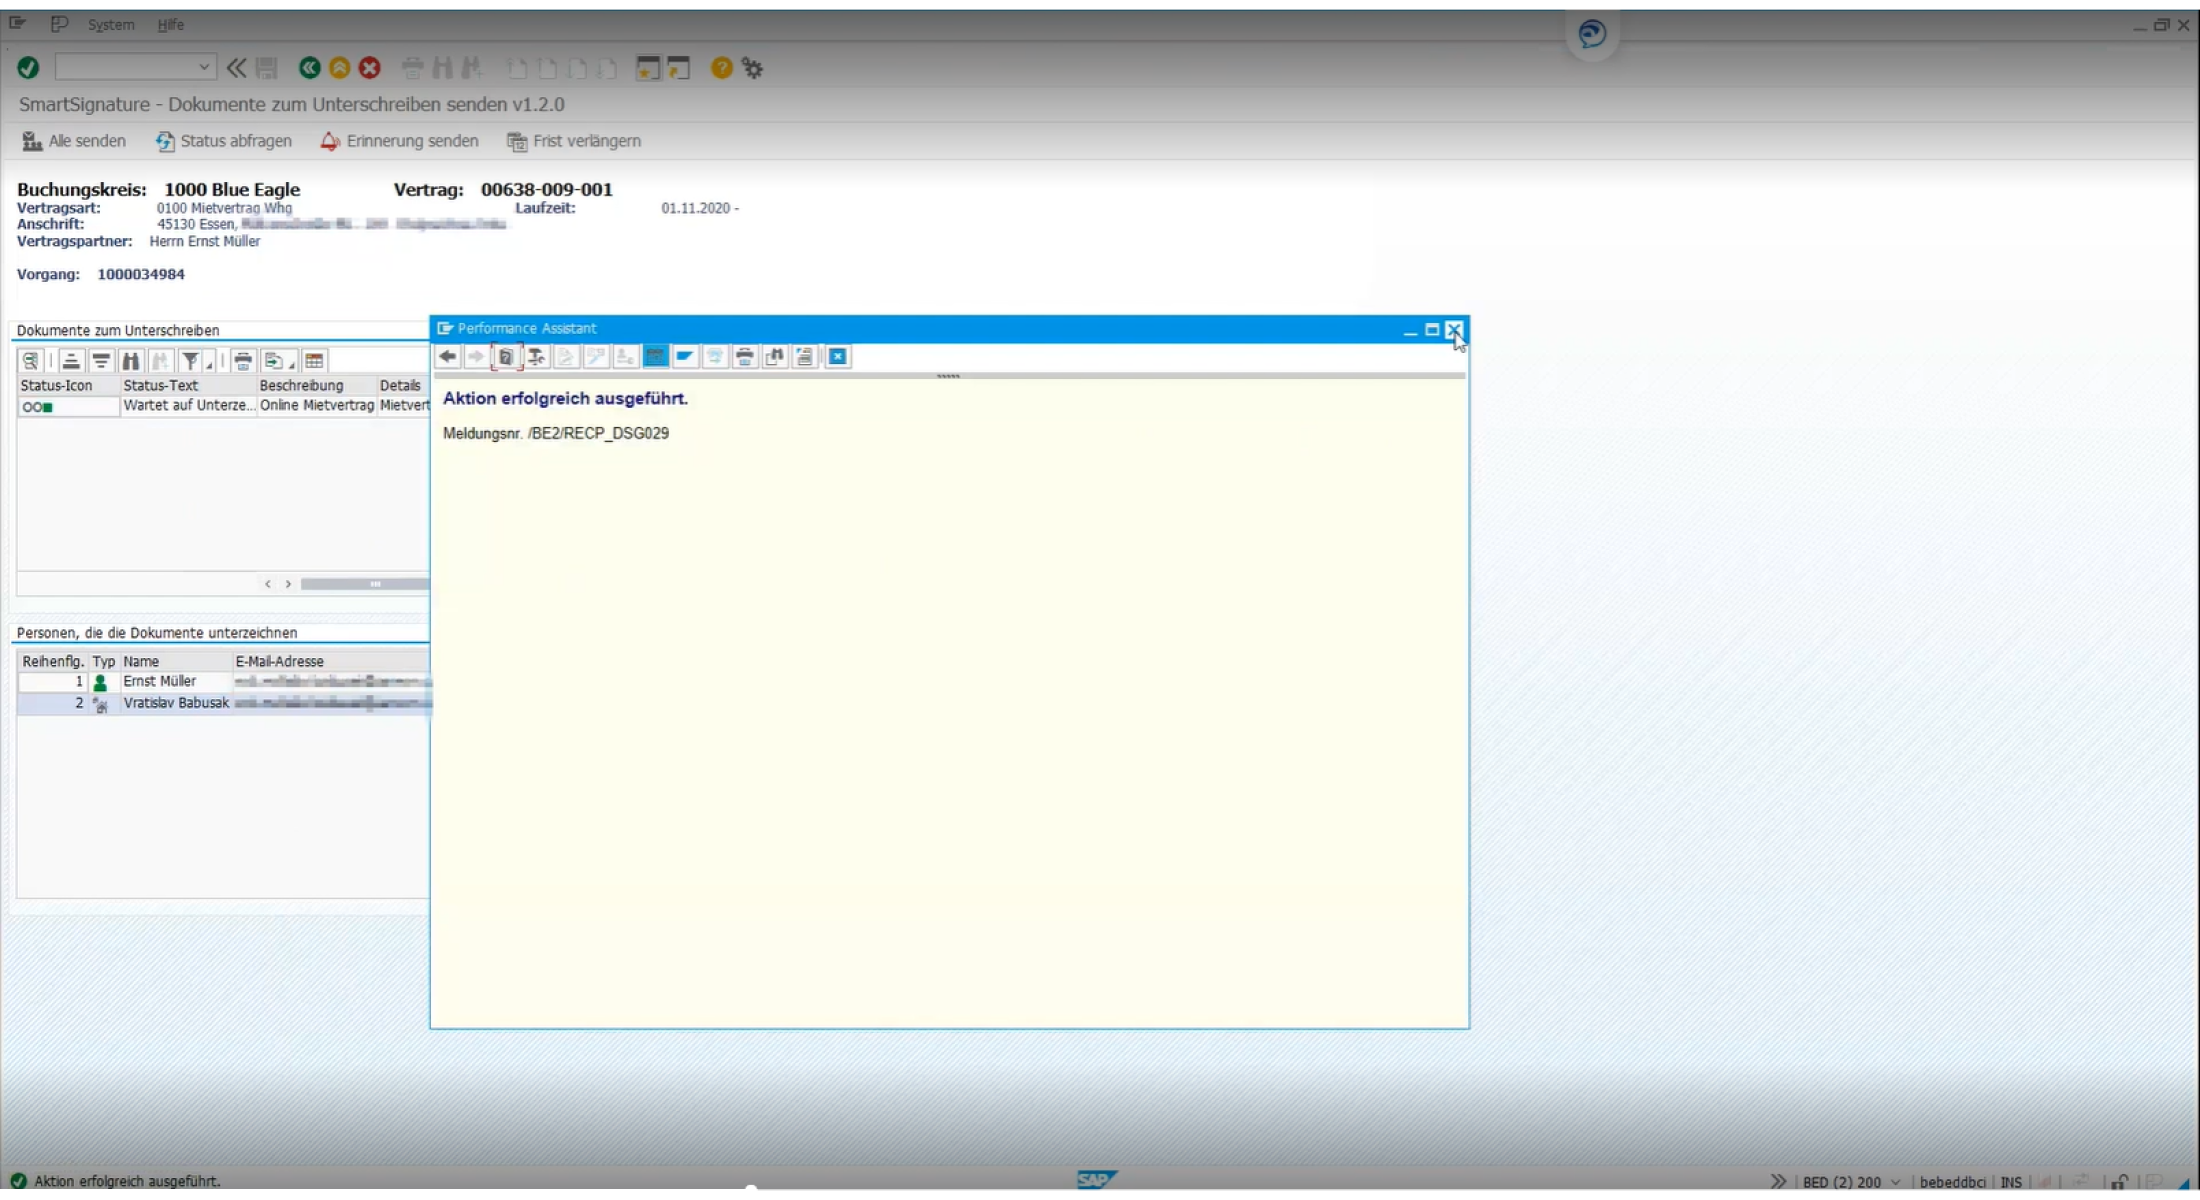 System Hilfe
SmartSignature - Dokumente zum Unterschreiben senden v1.2.0
Alle senden Status abfragen Erinnerung senden Frist verlängern
Buchungskreis: 1000 Blue Eagle Vertrag: 00638-009-001
Vertragsart: 0100 Mietvertrag Whg Laufzeit: 01.11.2020 -
Anschrift: 45130 Essen,
Vertragspartner: Herrn Ernst Müller
Vorgang: 1000034984
Dokumente zum Unterschreiben
Status-Icon Status-Text Beschreibung Details
Wartet auf Unterze... Online Mietvertrag Mietvert
Performance Assistant
Aktion erfolgreich ausgeführt.
Meldungsnr. /BE2/RECP_DSG029
Personen, die die Dokumente unterzeichnen
Reihenflg. Typ Name E-Mail-Adresse
1 Ernst Müller
2 Vratislav Babusak
Aktion erfolgreich ausgeführt.
SAP
BED (2) 200 bebeddbci INS